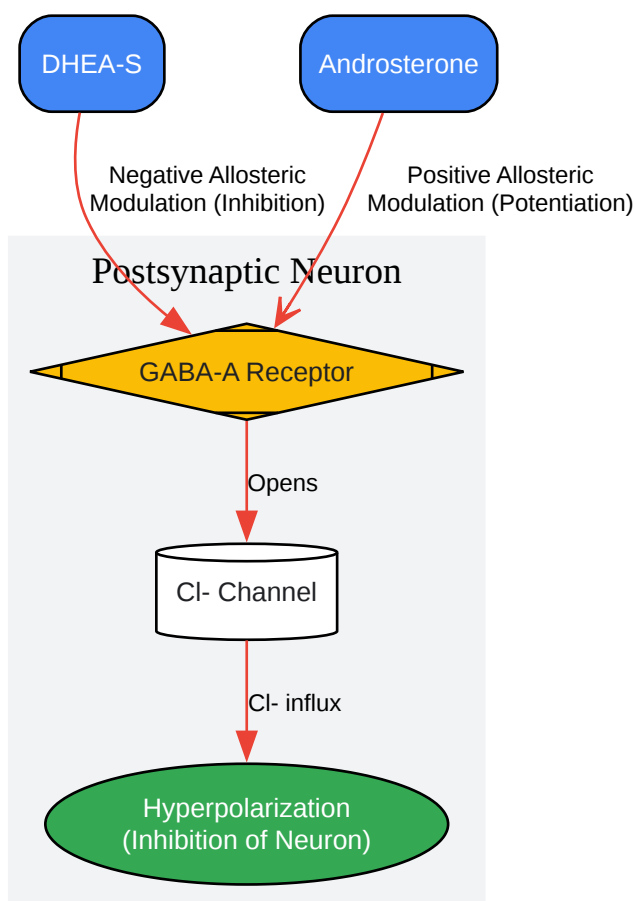 DHEA-S
Androsterone
Negative Allosteric
Modulation (Inhibition)
Positive Allosteric
Modulation (Potentiation)
Postsynaptic Neuron
GABA-A Receptor
Opens
Cl- Channel
Cl- influx
Hyperpolarization
(Inhibition of Neuron)